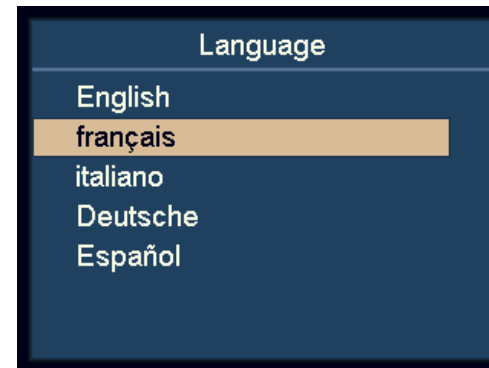 Language
English
français
italiano
Deutsche
Español